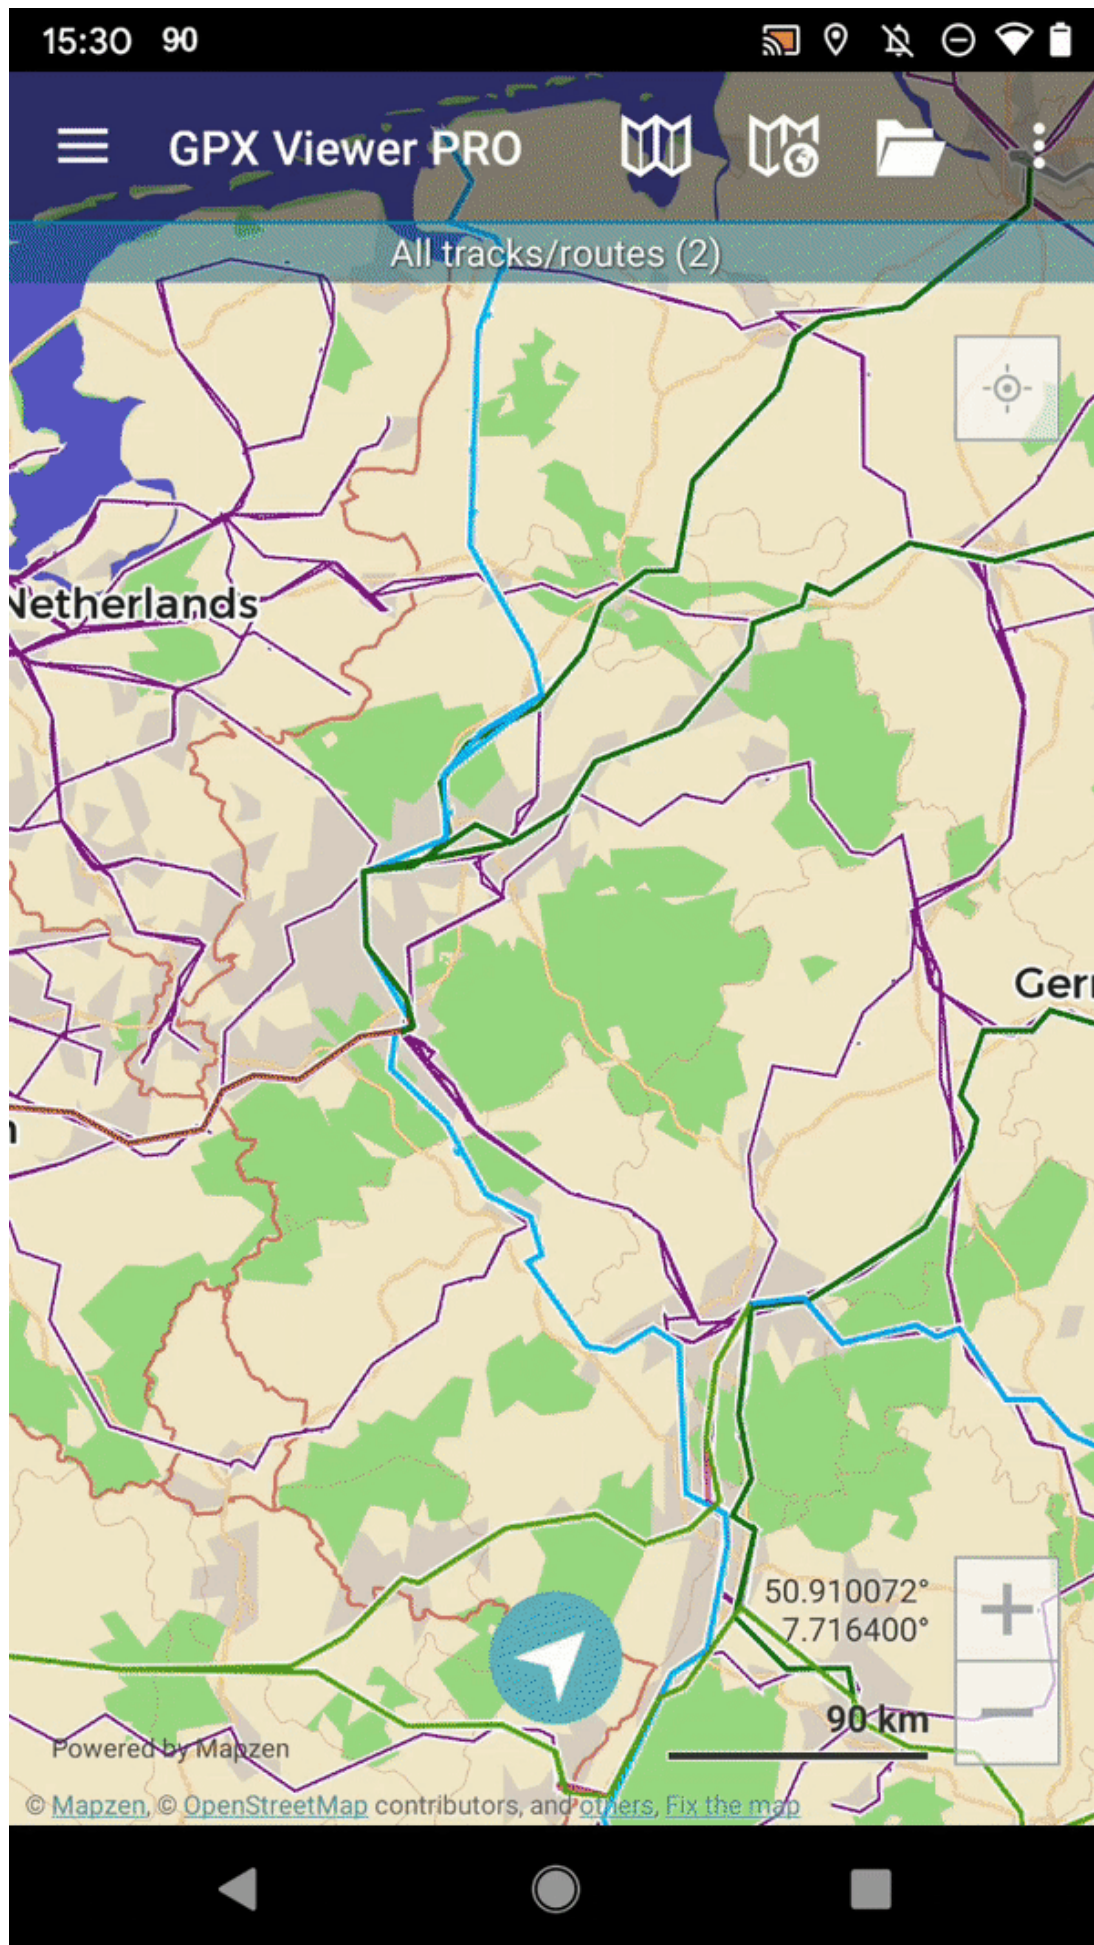 15:30 90
GPX Viewer PRO
All tracks/routes (2)
Netherlands
Ger
50.910072°
7.716400°
90 km
Powered by Mapzen
© Mapzen, © OpenStreetMap contributors, and others, Fix the map